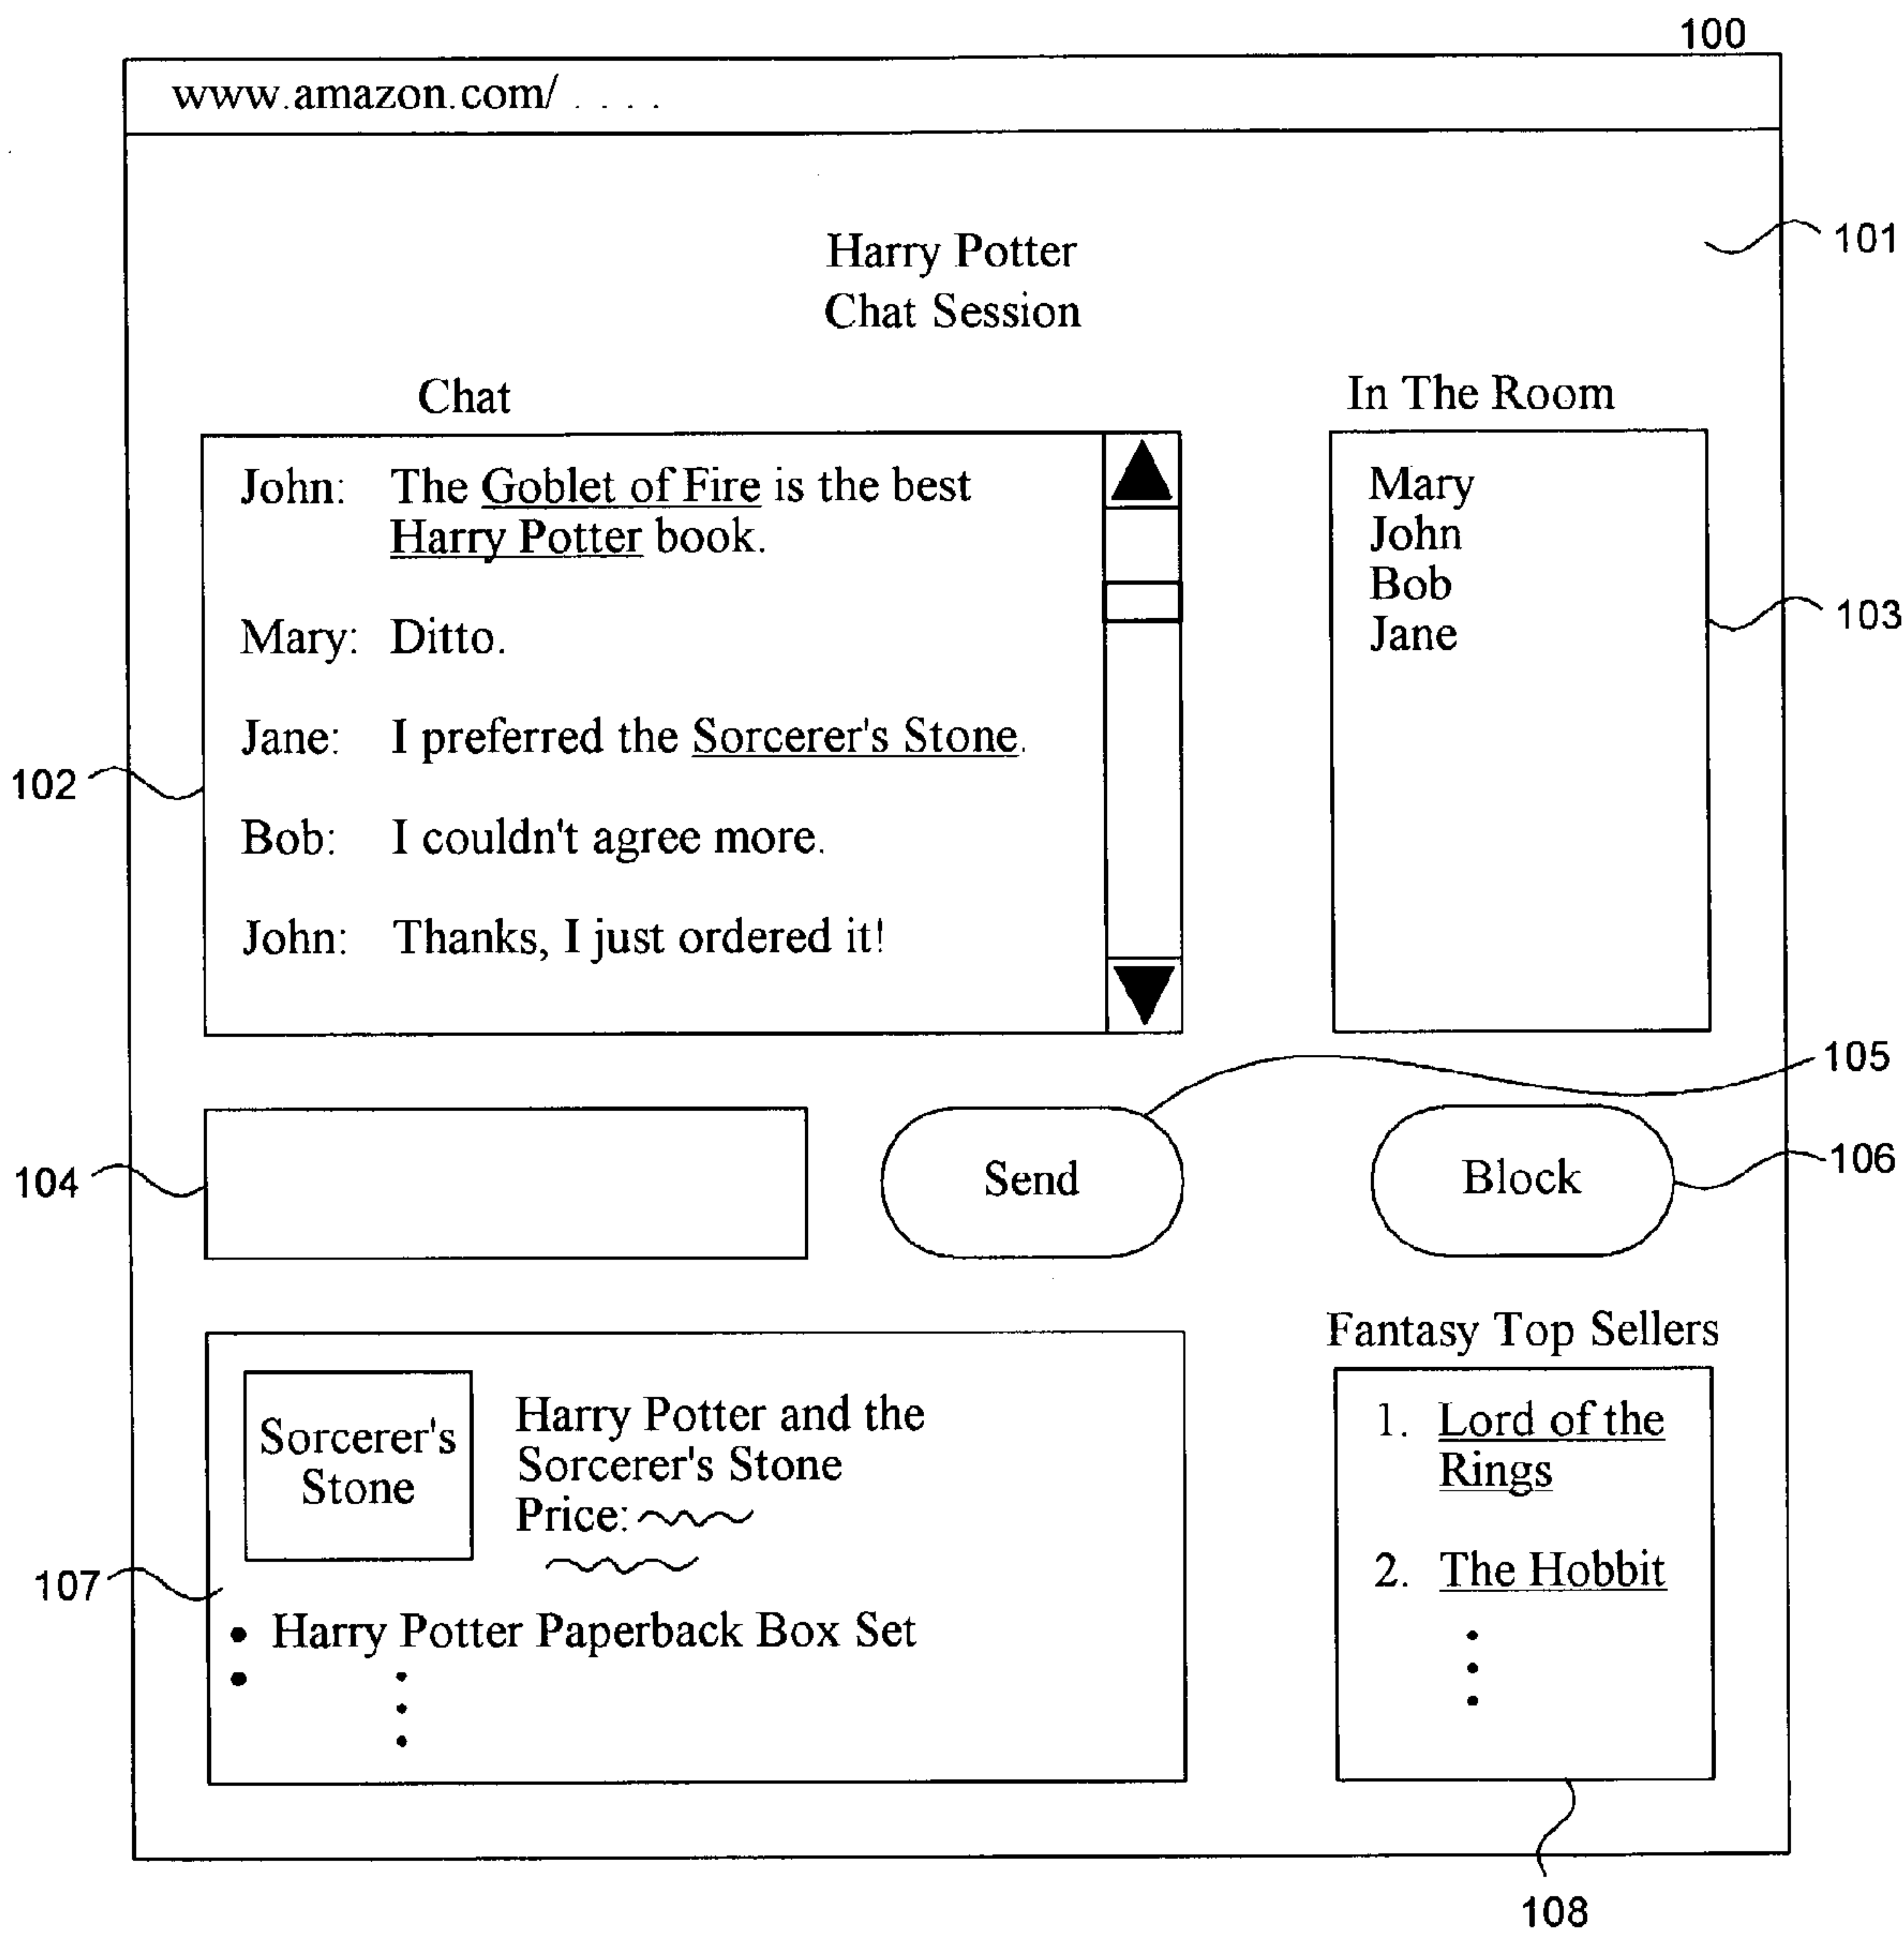 100
www.amazon.com/ . . . .
101
Harry Potter
Chat Session
Chat
John: The Goblet of Fire is the best
Harry Potter book.
Mary: Ditto.
Jane: I preferred the Sorcerer's Stone.
Bob: I couldn't agree more.
John: Thanks, I just ordered it!
102
In The Room
Mary
John
Bob
Jane
103
104
Send
105
Block
106
Sorcerer's
Stone
Harry Potter and the
Sorcerer's Stone
Price:
107
• Harry Potter Paperback Box Set
•
Fantasy Top Sellers
1. Lord of the
Rings
2. The Hobbit
108